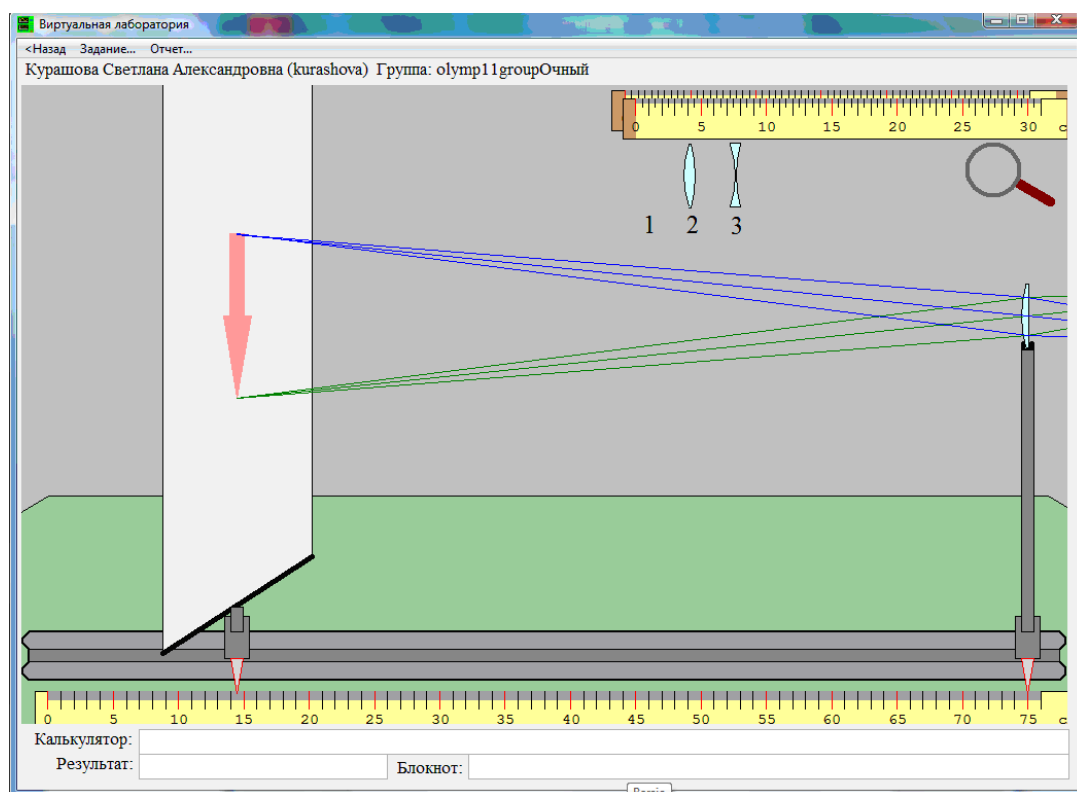 Виртуальная лаборатория
<Назад Задание... Отчет...
Курашова Светлана Александровна (kurashova) Группа: olymp11groupОчный
0 5 10 15 20 25 30 с
1 2 3
0 5 10 15 20 25 30 35 40 45 50 55 60 65 70 75 с
Калькулятор:
Результат:
Блокнот: